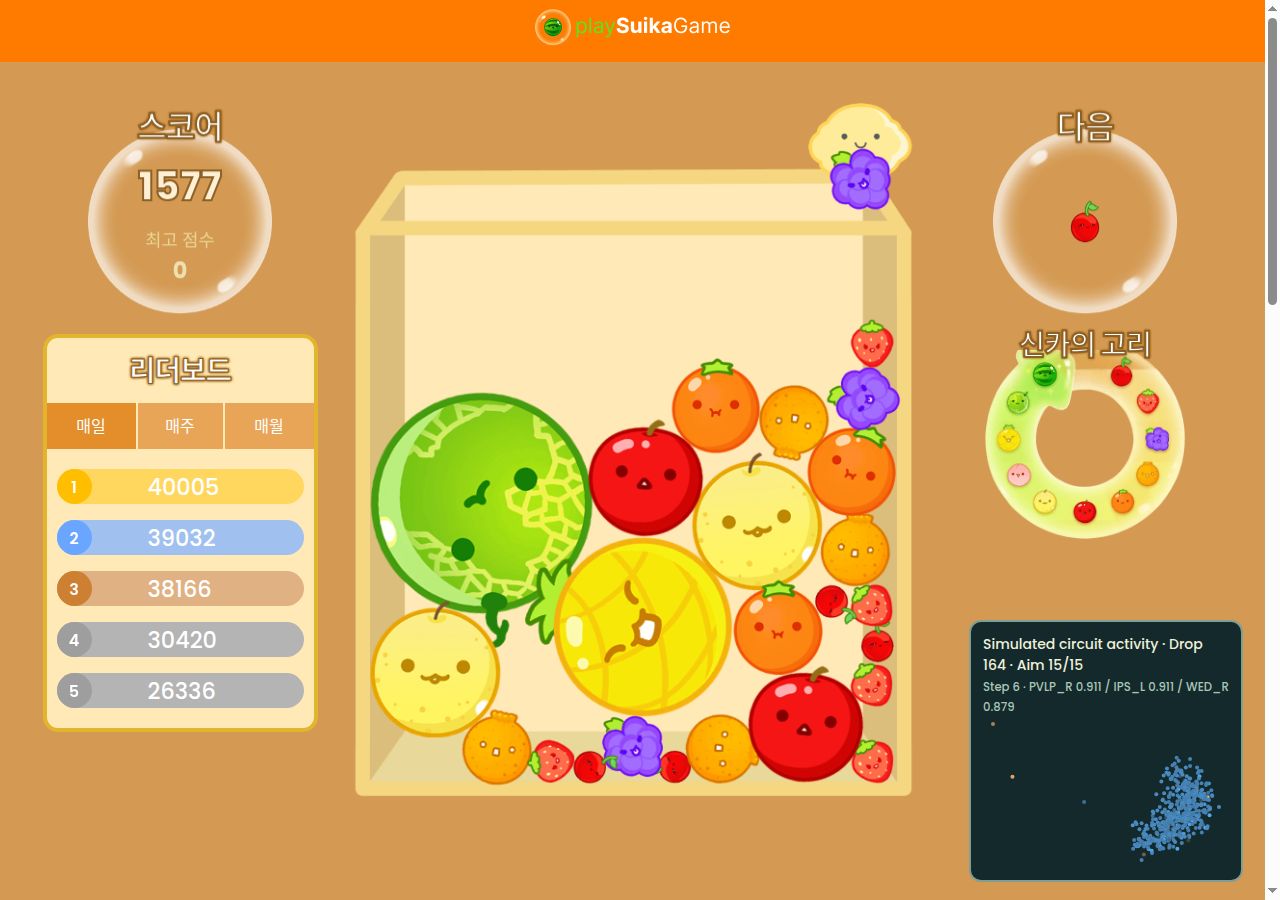 playSuikaGame
스코어
1577
최고 점수
0
다음
리더보드
매일 매주 매월
1 40005
2 39032
3 38166
4 30420
5 26336
신카의 고리
Simulated circuit activity · Drop
164 · Aim 15/15
Step 6 · PVLP_R 0.911 / IPS_L 0.911 / WED_R
0.879